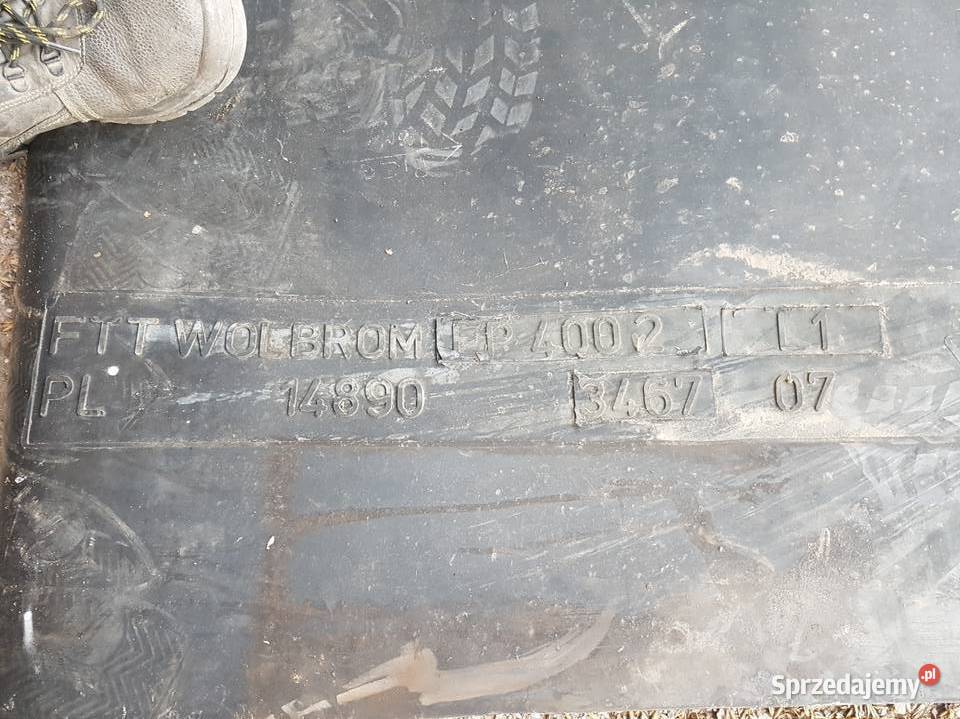 FTT WOLBROM EP 400 2 L1
PL 14890 3467 07
Sprzedajemy.pl